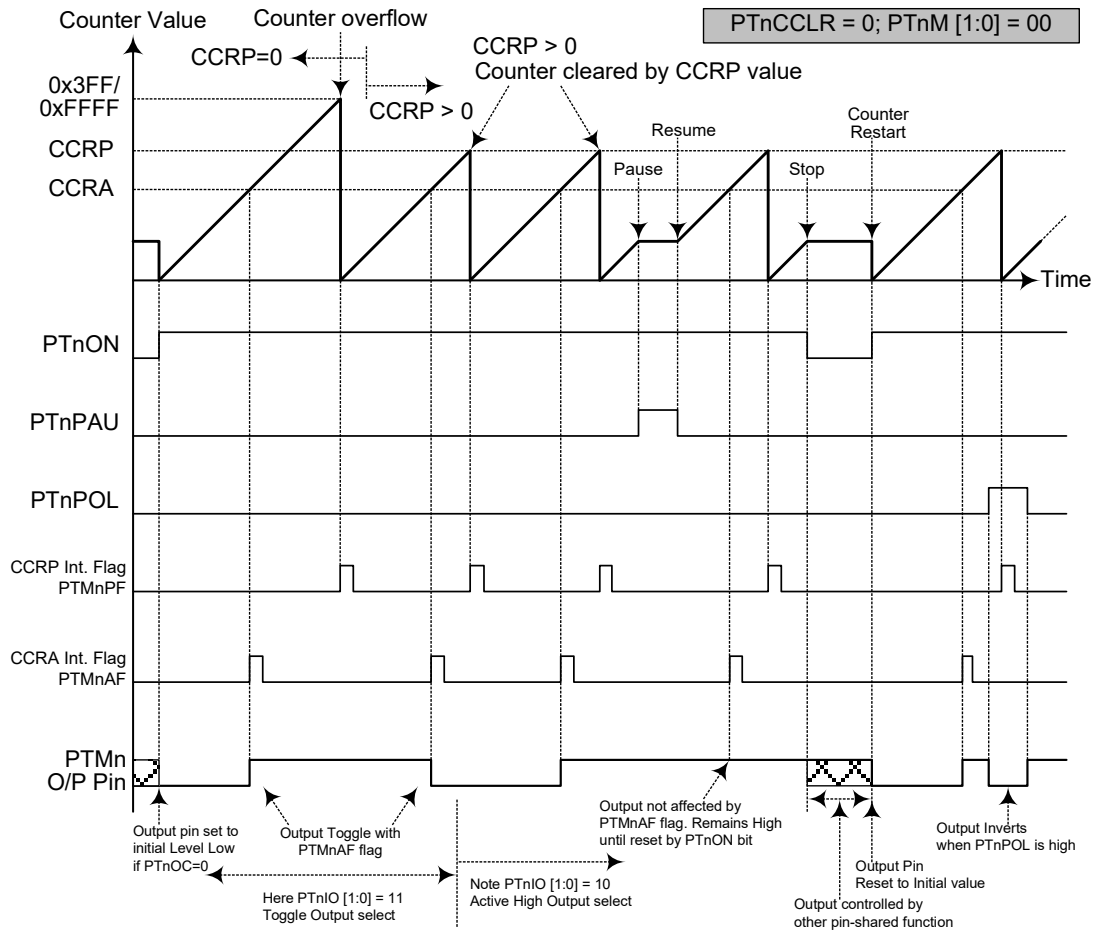 Counter Value
Counter overflow
PTnCCLR = 0; PTnM [1:0] = 00
CCRP=0
CCRP > 0
CCRP > 0
Counter cleared by CCRP value
0x3FF/
0xFFFF
CCRP
CCRA
Pause
Resume
Stop
Counter
Restart
Time
PTnON
PTnPAU
PTnPOL
CCRP Int. Flag
PTMnPF
CCRA Int. Flag
PTMnAF
PTMn
O/P Pin
Output pin set to
initial Level Low
if PTnOC=0
Output Toggle with
PTMnAF flag
Here PTnIO [1:0] = 11
Toggle Output select
Note PTnIO [1:0] = 10
Active High Output select
Output not affected by
PTMnAF flag. Remains High
until reset by PTnON bit
Output controlled by
other pin-shared function
Output Pin
Reset to Initial value
Output Inverts
when PTnPOL is high